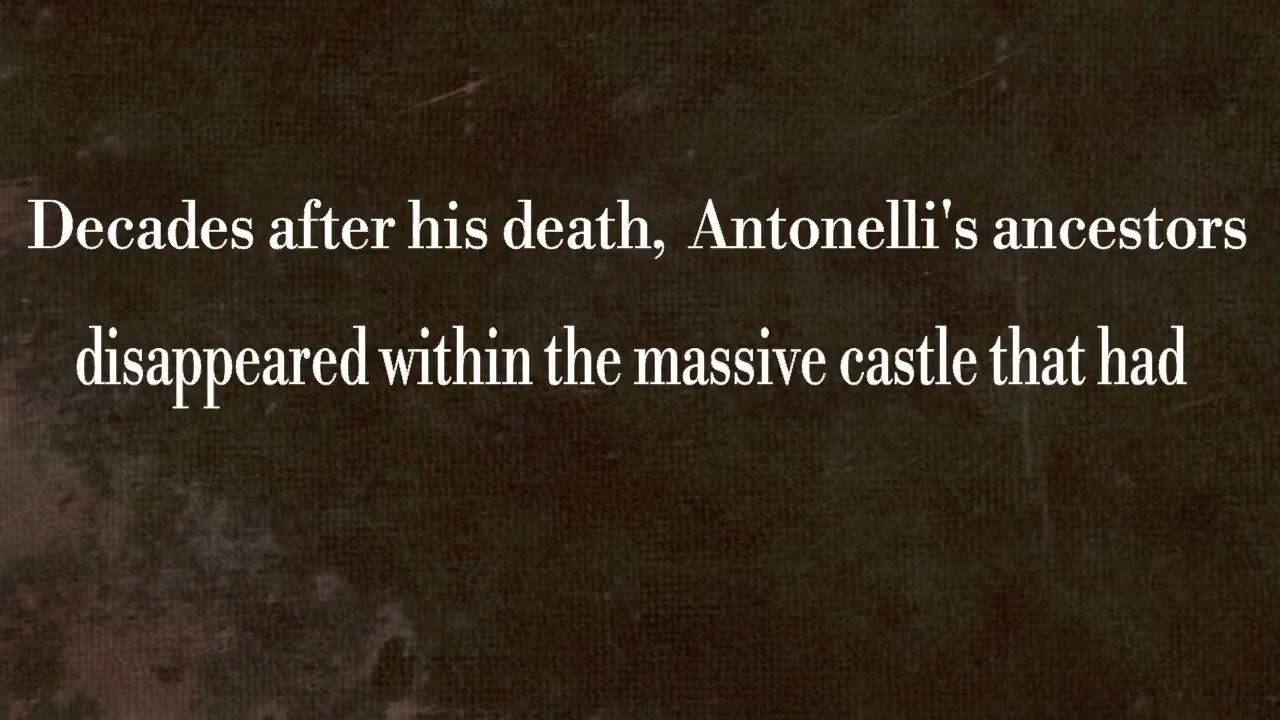 Decades after his death, Antonelli's ancestors
disappeared within the massive castle that had